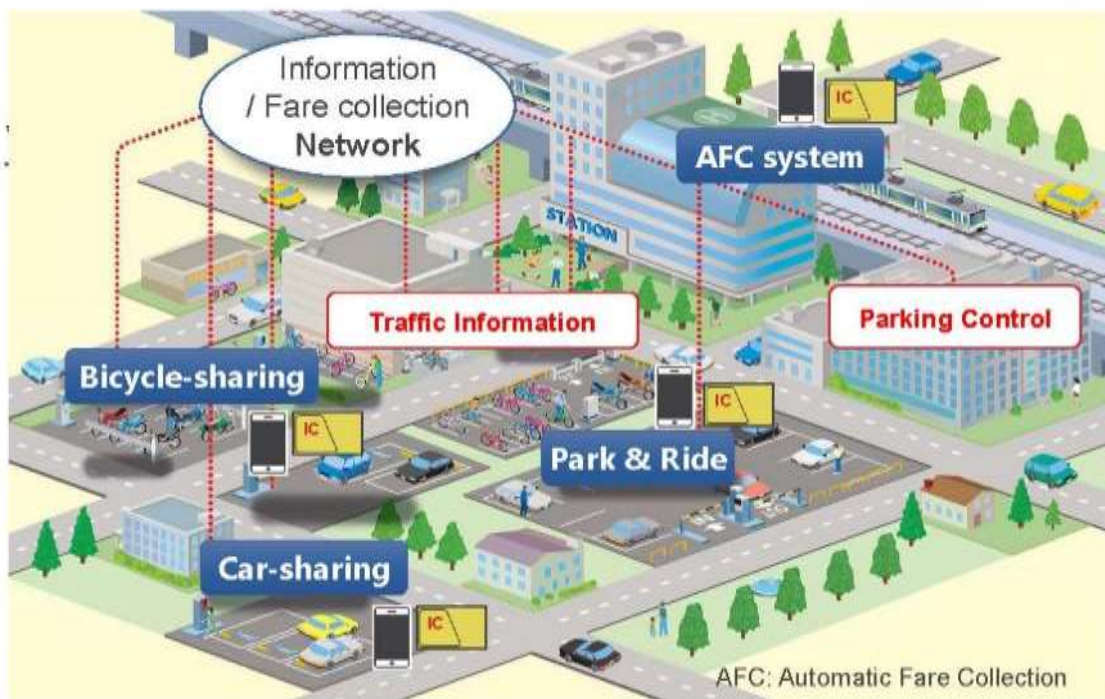 Information
/ Fare collection
Network
IC
AFC system
STATION
Traffic Information
Parking Control
Bicycle-sharing
IC
IC
Park & Ride
Car-sharing
IC
AFC: Automatic Fare Collection